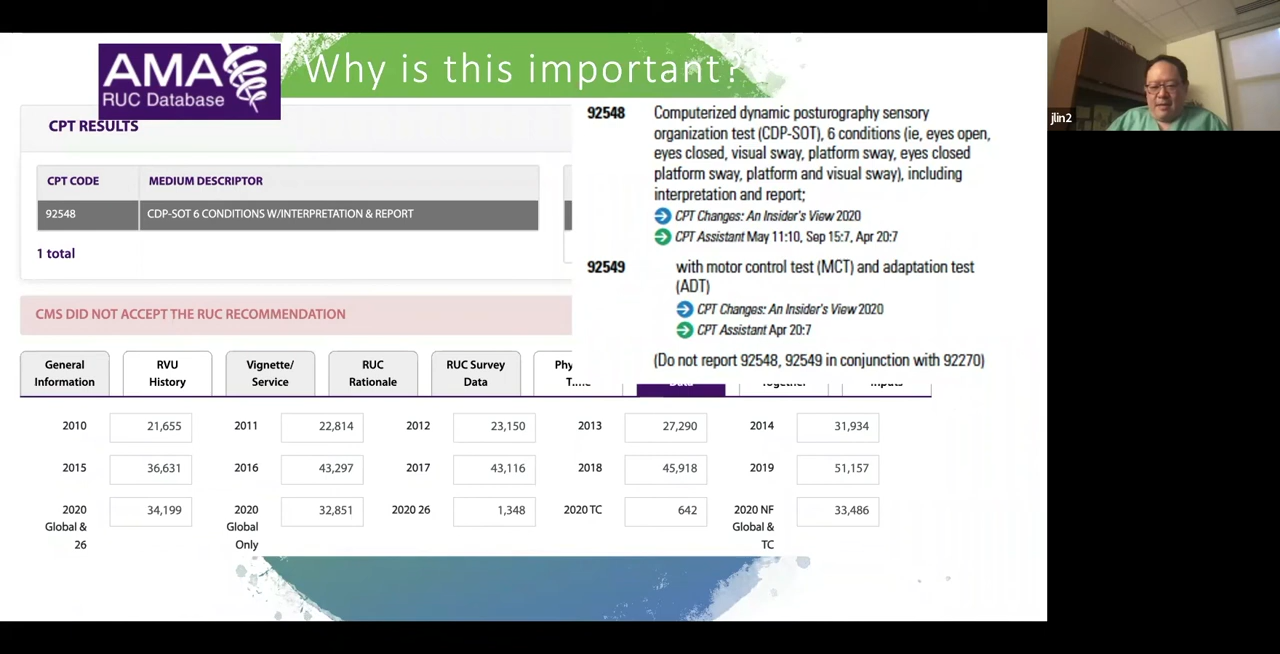 AMA
RUC Database
Why is this important?
CPT RESULTS
CPT CODE MEDIUM DESCRIPTOR
92548 CDP-SOT 6 CONDITIONS W/INTERPRETATION & REPORT
1 total
CMS DID NOT ACCEPT THE RUC RECOMMENDATION
92548 Computerized dynamic posturography sensory
organization test (CDP-SOT), 6 conditions (ie, eyes open,
eyes closed, visual sway, platform sway, eyes closed
platform sway, platform and visual sway), including
interpretation and report;
CPT Changes: An Insider's View 2020
CPT Assistant May 11:10, Sep 15:7, Apr 20:7
92549 with motor control test (MCT) and adaptation test
(ADT)
CPT Changes: An Insider's View 2020
CPT Assistant Apr 20:7
(Do not report 92548, 92549 in conjunction with 92270)
General
Information
RVU
History
Vignette/
Service
RUC
Rationale
RUC Survey
Data
2010 21,655 2011 22,814 2012 23,150 2013 27,290 2014 31,934
2015 36,631 2016 43,297 2017 43,116 2018 45,918 2019 51,157
2020 Global & 26 34,199 2020 Global Only 32,851 2020 26 1,348 2020 TC 642 2020 NF Global & TC 33,486
jlin2